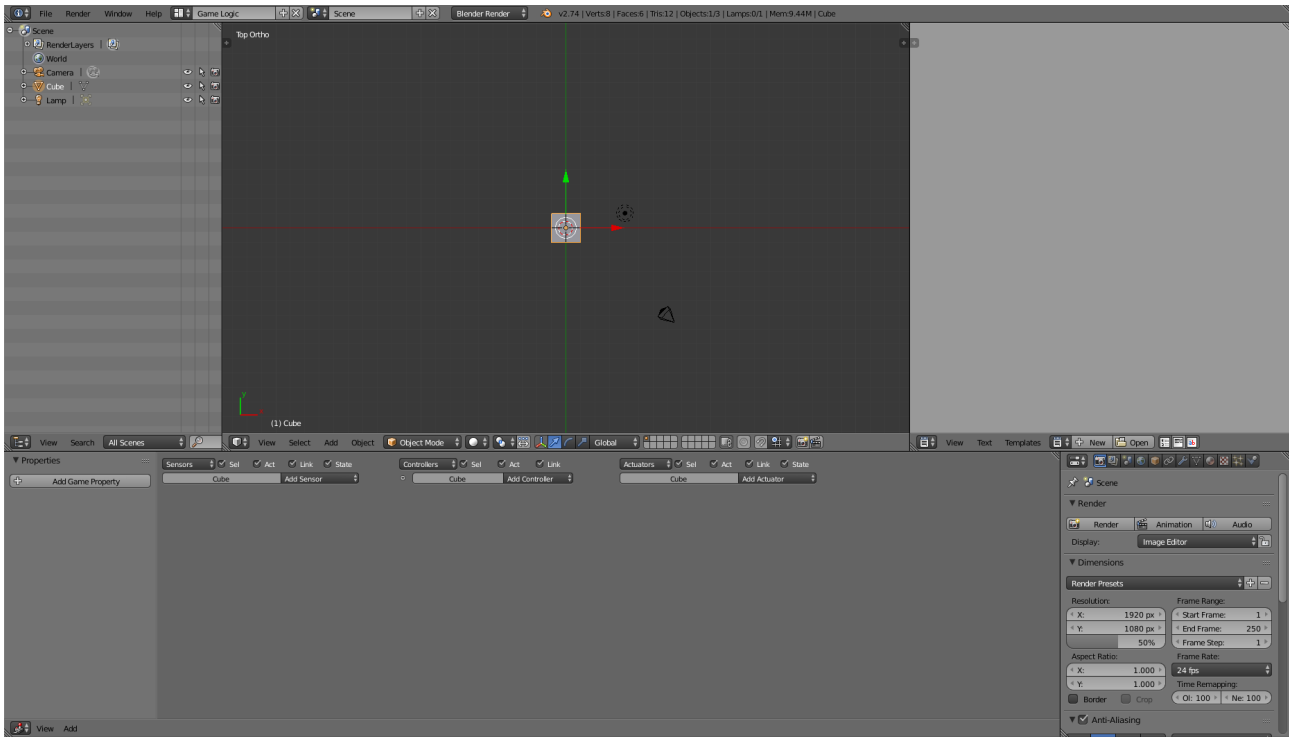 File Render Window Help Game Logic Scene Blender Render v2.74 | Verts:8 | Faces:6 | Tris:12 | Objects:1/3 | Lamps:0/1 | Mem:9.44M | Cube
Scene
RenderLayers
World
Camera
Cube
Lamp
Top Ortho
y
x
(1) Cube
View Search All Scenes
View Select Add Object Object Mode Global
View Text Templates New Open
Properties
Add Game Property
Sensors Sel Act Link State
Cube Add Sensor
Controllers Sel Act Link
Cube Add Controller
Actuators Sel Act Link State
Cube Add Actuator
View Add
Scene
Render
Render Animation Audio
Display: Image Editor
Dimensions
Render Presets
Resolution: Frame Range:
X: 1920 px Start Frame: 1
Y: 1080 px End Frame: 250
50% Frame Step: 1
Aspect Ratio: Frame Rate:
X: 1.000 24 fps
Y: 1.000 Time Remapping:
Border Crop Ol: 100 Ne: 100
Anti-Aliasing